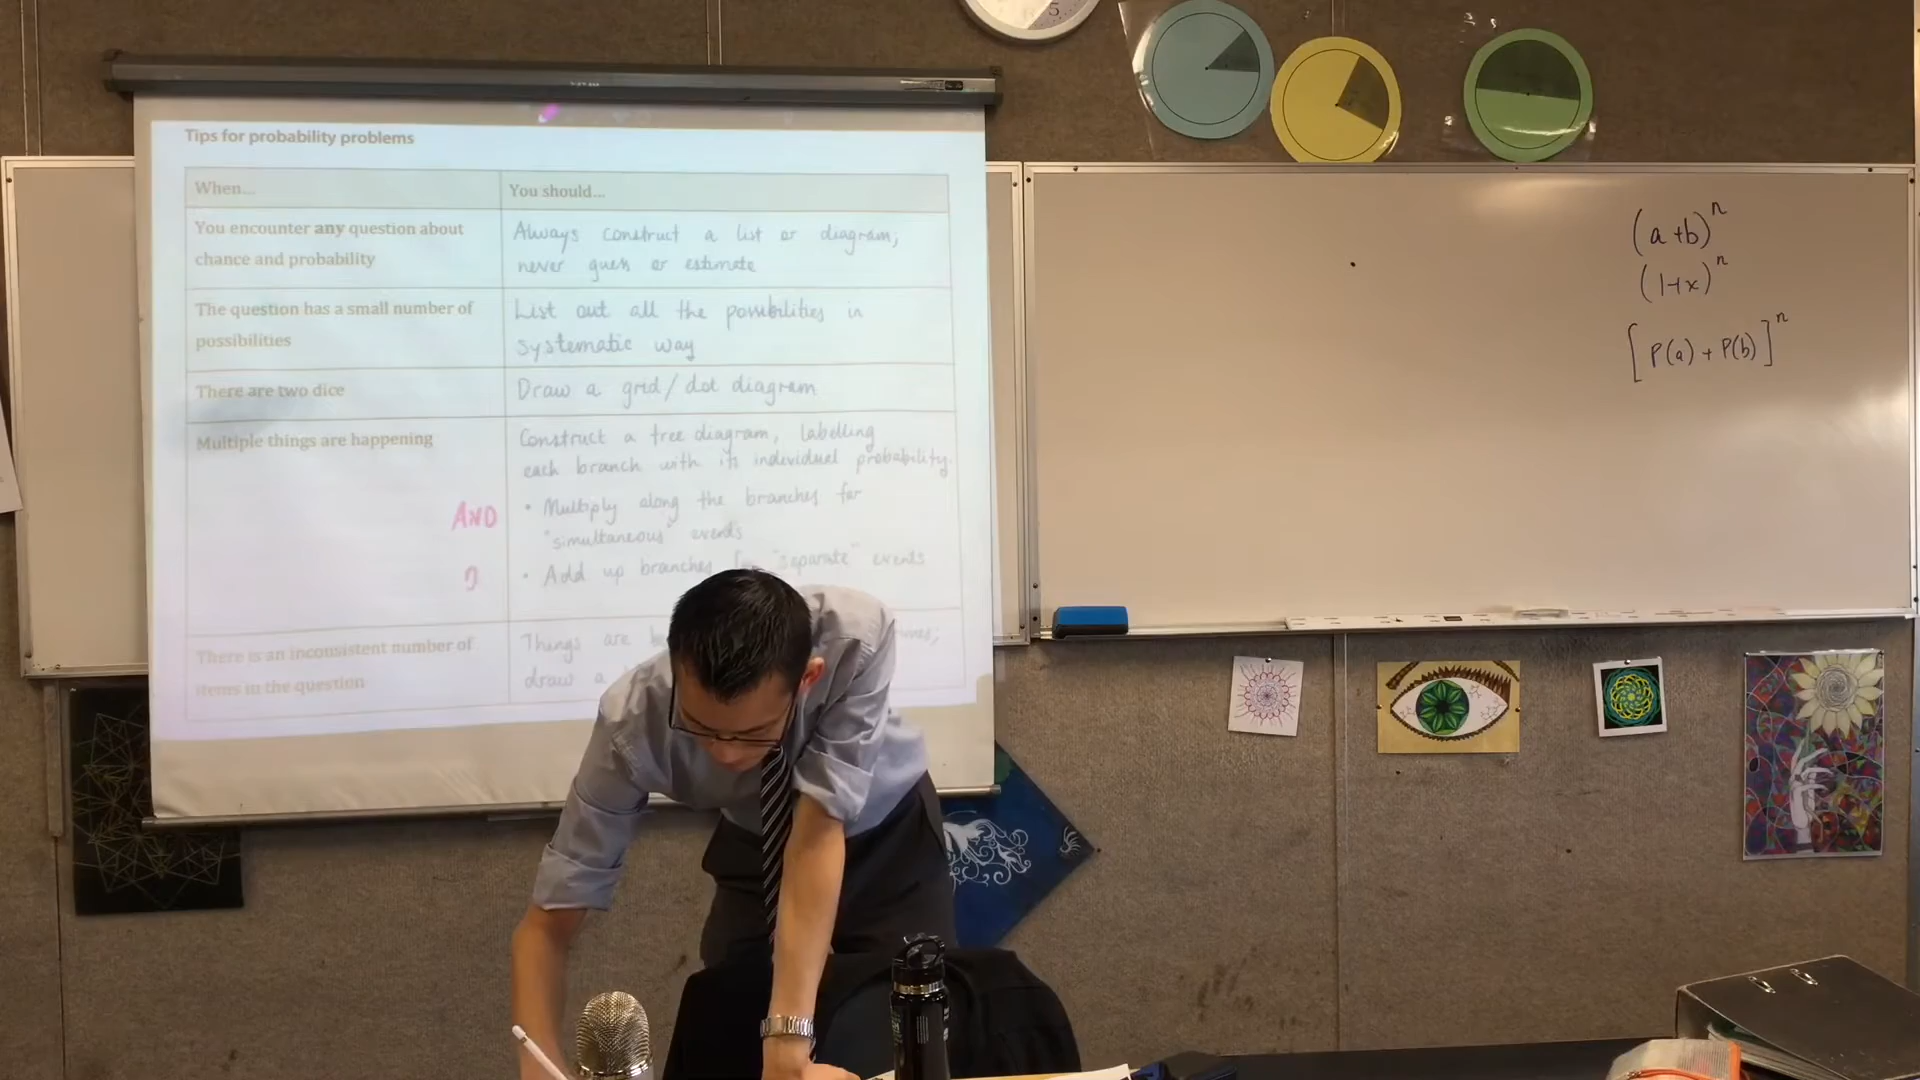 5
Tips for probability problems
When...
You should...
You encounter any question about
chance and probability
Always construct a list or diagram;
never guess or estimate
The question has a small number of
possibilities
List out all the possibilities in
systematic way
There are two dice
Draw a grid/dot diagram
Multiple things are happening
Construct a tree diagram, labelling
each branch with its individual probability.
AND
• Multiply along the branches for
"simultaneous" events
• Add up branches "separate" events
There is an inconsistent number of
items in the question
Things are
draw a
(a+b)^n
(1+x)^n
[P(a) + P(b)]^n